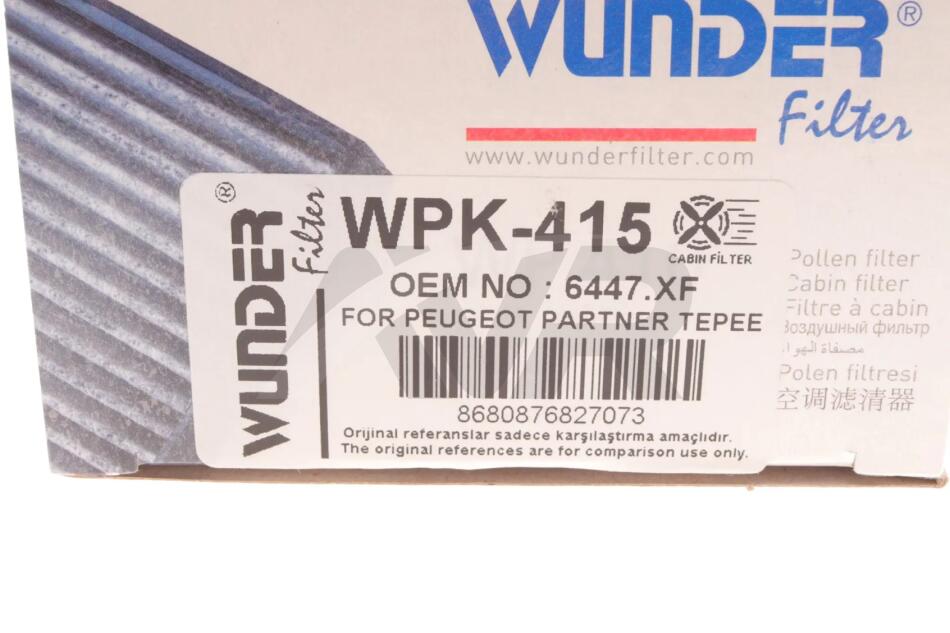 WUNDER®
Filter
www.wunderfilter.com
WUNDER® Filter
WPK-415
CABIN FİLTER
OEM NO : 6447.XF
FOR PEUGEOT PARTNER TEPEE
8680876827073
Orijinal referanslar sadece karşılaştırma amaçlıdır.
The original references are for comparison use only.
Pollen filter
Cabin filter
Filtre à cabin
Воздушный фильтр
مصفاة الهواء
Polen filtresi
空调滤清器